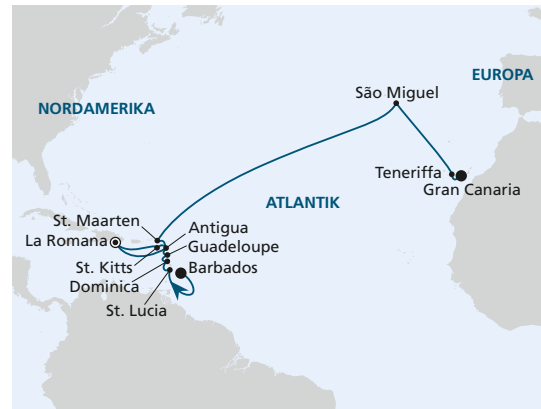 EUROPA
São Miguel
NORDAMERIKA
Teneriffa
Gran Canaria
ATLANTIK
St. Maarten
Antigua
La Romana
Guadeloupe
St. Kitts
Barbados
Dominica
St. Lucia